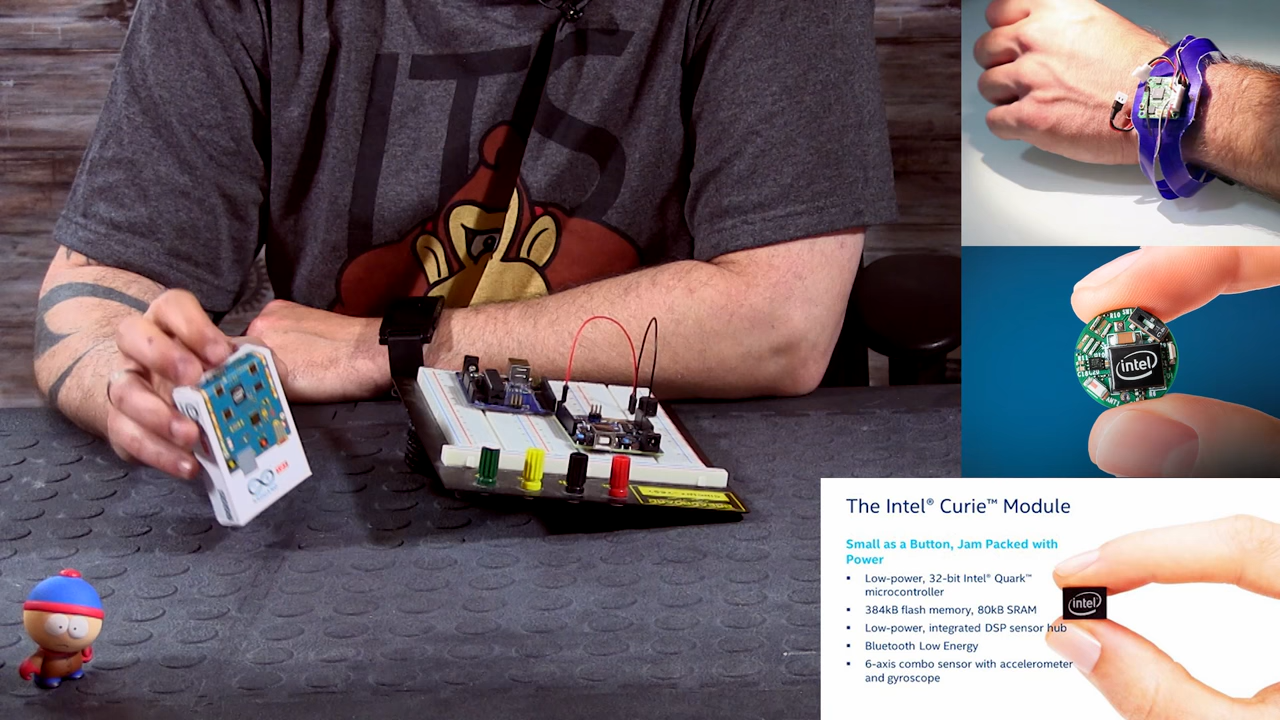 ITS
intel
The Intel® Curie™ Module
Small as a Button, Jam Packed with
Power
▪ Low-power, 32-bit Intel® Quark™
microcontroller
▪ 384kB flash memory, 80kB SRAM
▪ Low-power, integrated DSP sensor hub
▪ Bluetooth Low Energy
▪ 6-axis combo sensor with accelerometer
and gyroscope
intel